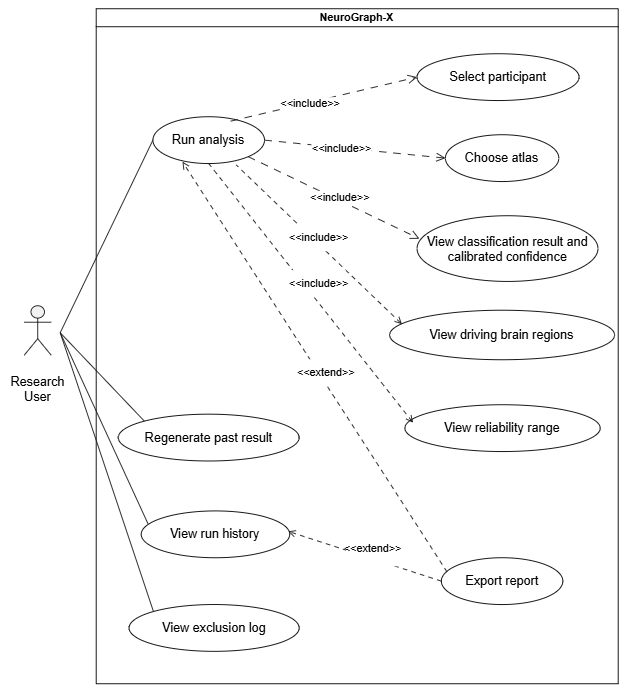 NeuroGraph-X
Select participant
<<include>>
Run analysis
<<include>>
Choose atlas
<<include>>
View classification result and
calibrated confidence
<<include>>
<<include>>
View driving brain regions
<<extend>>
Research
User
View reliability range
Regenerate past result
View run history
<<extend>>
Export report
View exclusion log